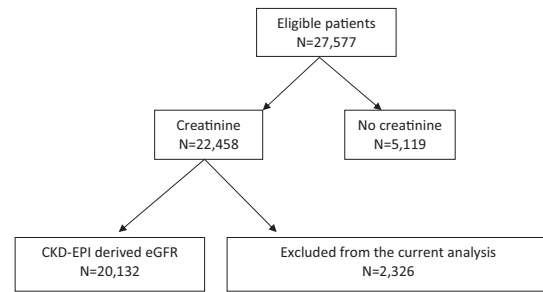 Eligible patients
N=27,577
Creatinine
N=22,458
No creatinine
N=5,119
CKD-EPI derived eGFR
N=20,132
Excluded from the current analysis
N=2,326